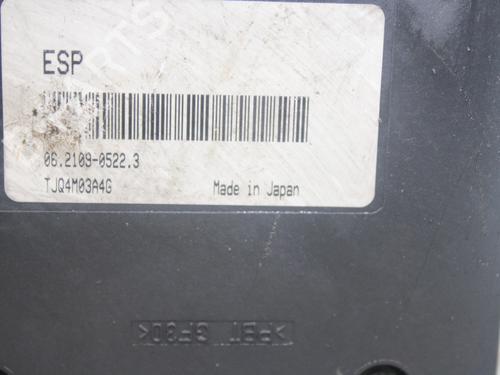 ESP
06.2109-0522.3
TJQ4M03A4G Made in Japan
>PBT GF30<